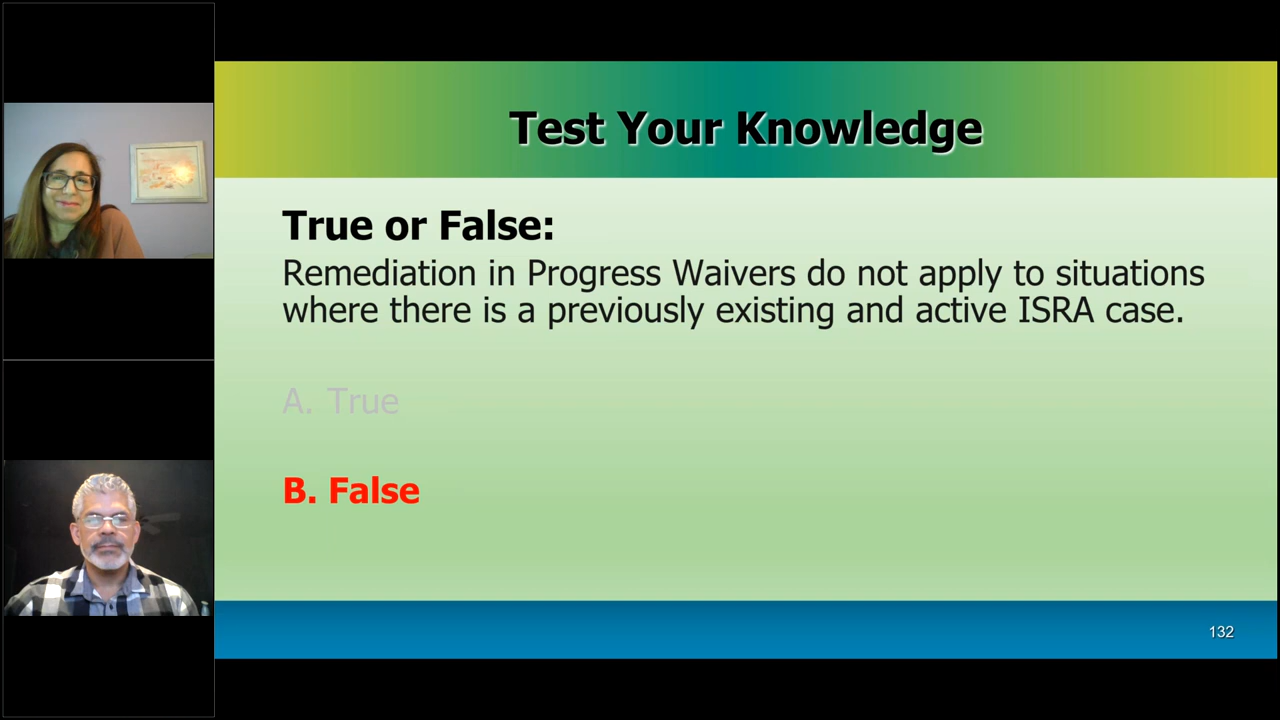 Test Your Knowledge
True or False:
Remediation in Progress Waivers do not apply to situations
where there is a previously existing and active ISRA case.
A. True
B. False
132